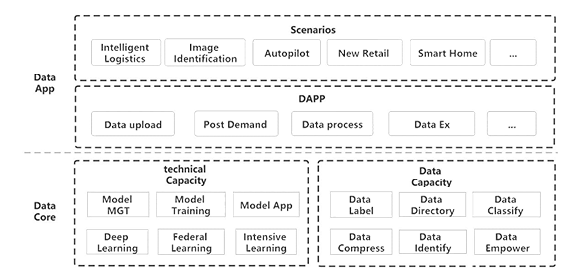 Scenarios
Intelligent
Logistics
Image
Identification
Autopilot
New Retail
Smart Home
...
Data
App
DAPP
Data upload
Post Demand
Data process
Data Ex
...
Data
Core
technical
Capacity
Model
MGT
Model
Training
Model App
Deep
Learning
Federal
Learning
Intensive
Learning
Data
Capacity
Data
Label
Data
Directory
Data
Classify
Data
Compress
Data
Identify
Data
Empower